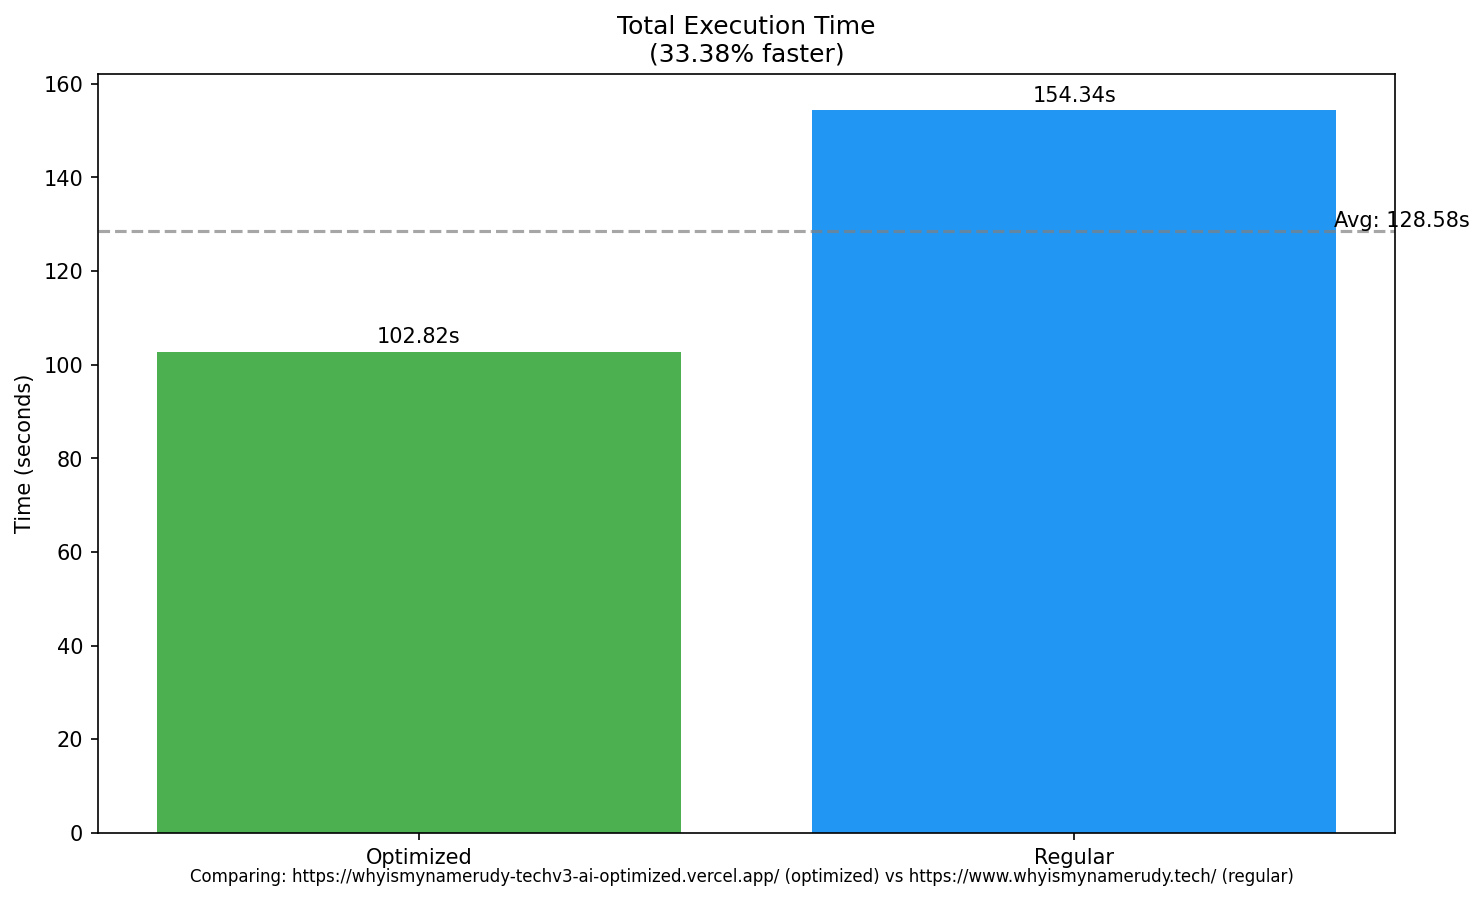 Total Execution Time
(33.38% faster)
160
154.34s
140
Avg: 128.58s
120
102.82s
100
80
60
40
20
0
Time (seconds)
Optimized
Regular
Comparing: https://whyismynamerudy-techv3-ai-optimized.vercel.app/ (optimized) vs https://www.whyismynamerudy.tech/ (regular)